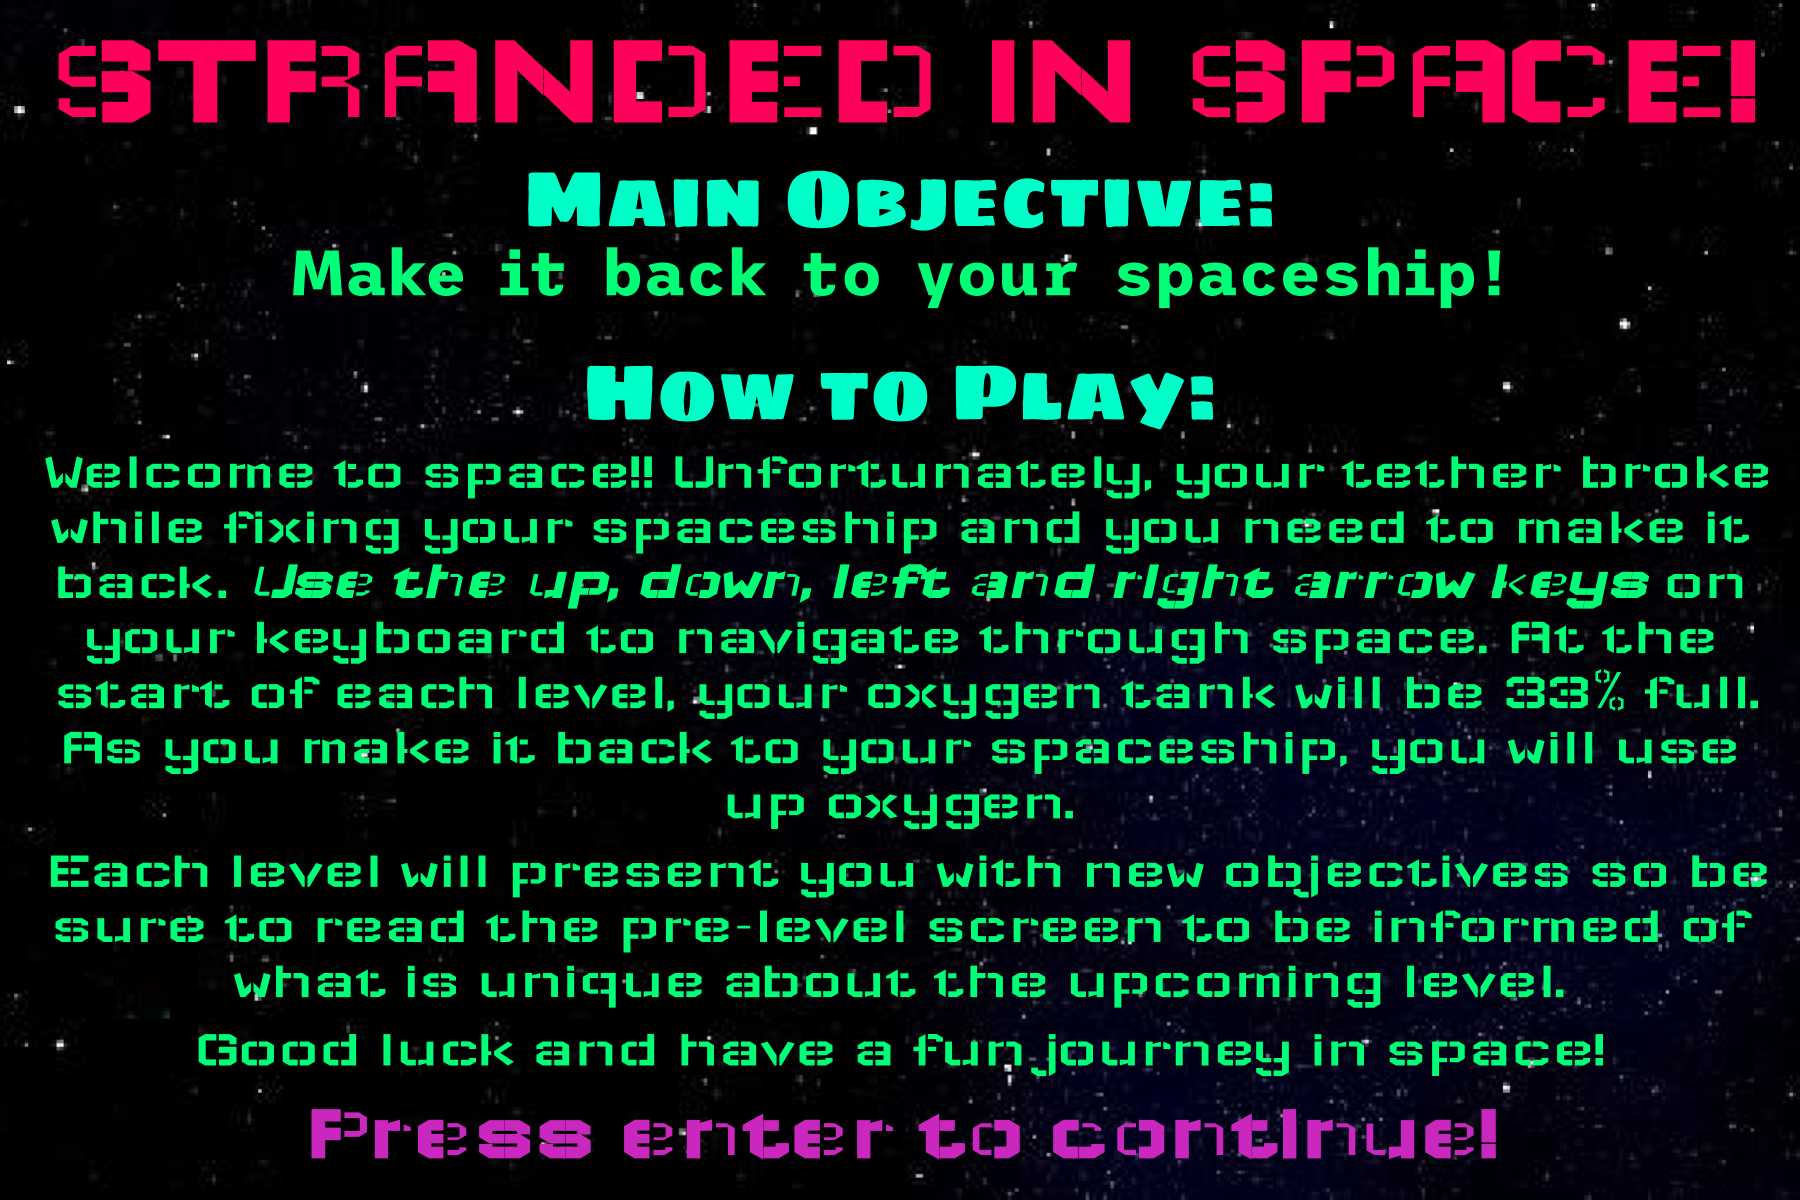 STRANDED IN SPACE!
Main Objective:
Make it back to your spaceship!
How to Play:
Welcome to space!! Unfortunately, your tether broke
while fixing your spaceship and you need to make it
back. Use the up, down, left and right arrow keys on
your keyboard to navigate through space. At the
start of each level, your oxygen tank will be 33% full.
As you make it back to your spaceship, you will use
up oxygen.
Each level will present you with new objectives so be
sure to read the pre-level screen to be informed of
what is unique about the upcoming level.
Good luck and have a fun journey in space!
Press enter to continue!